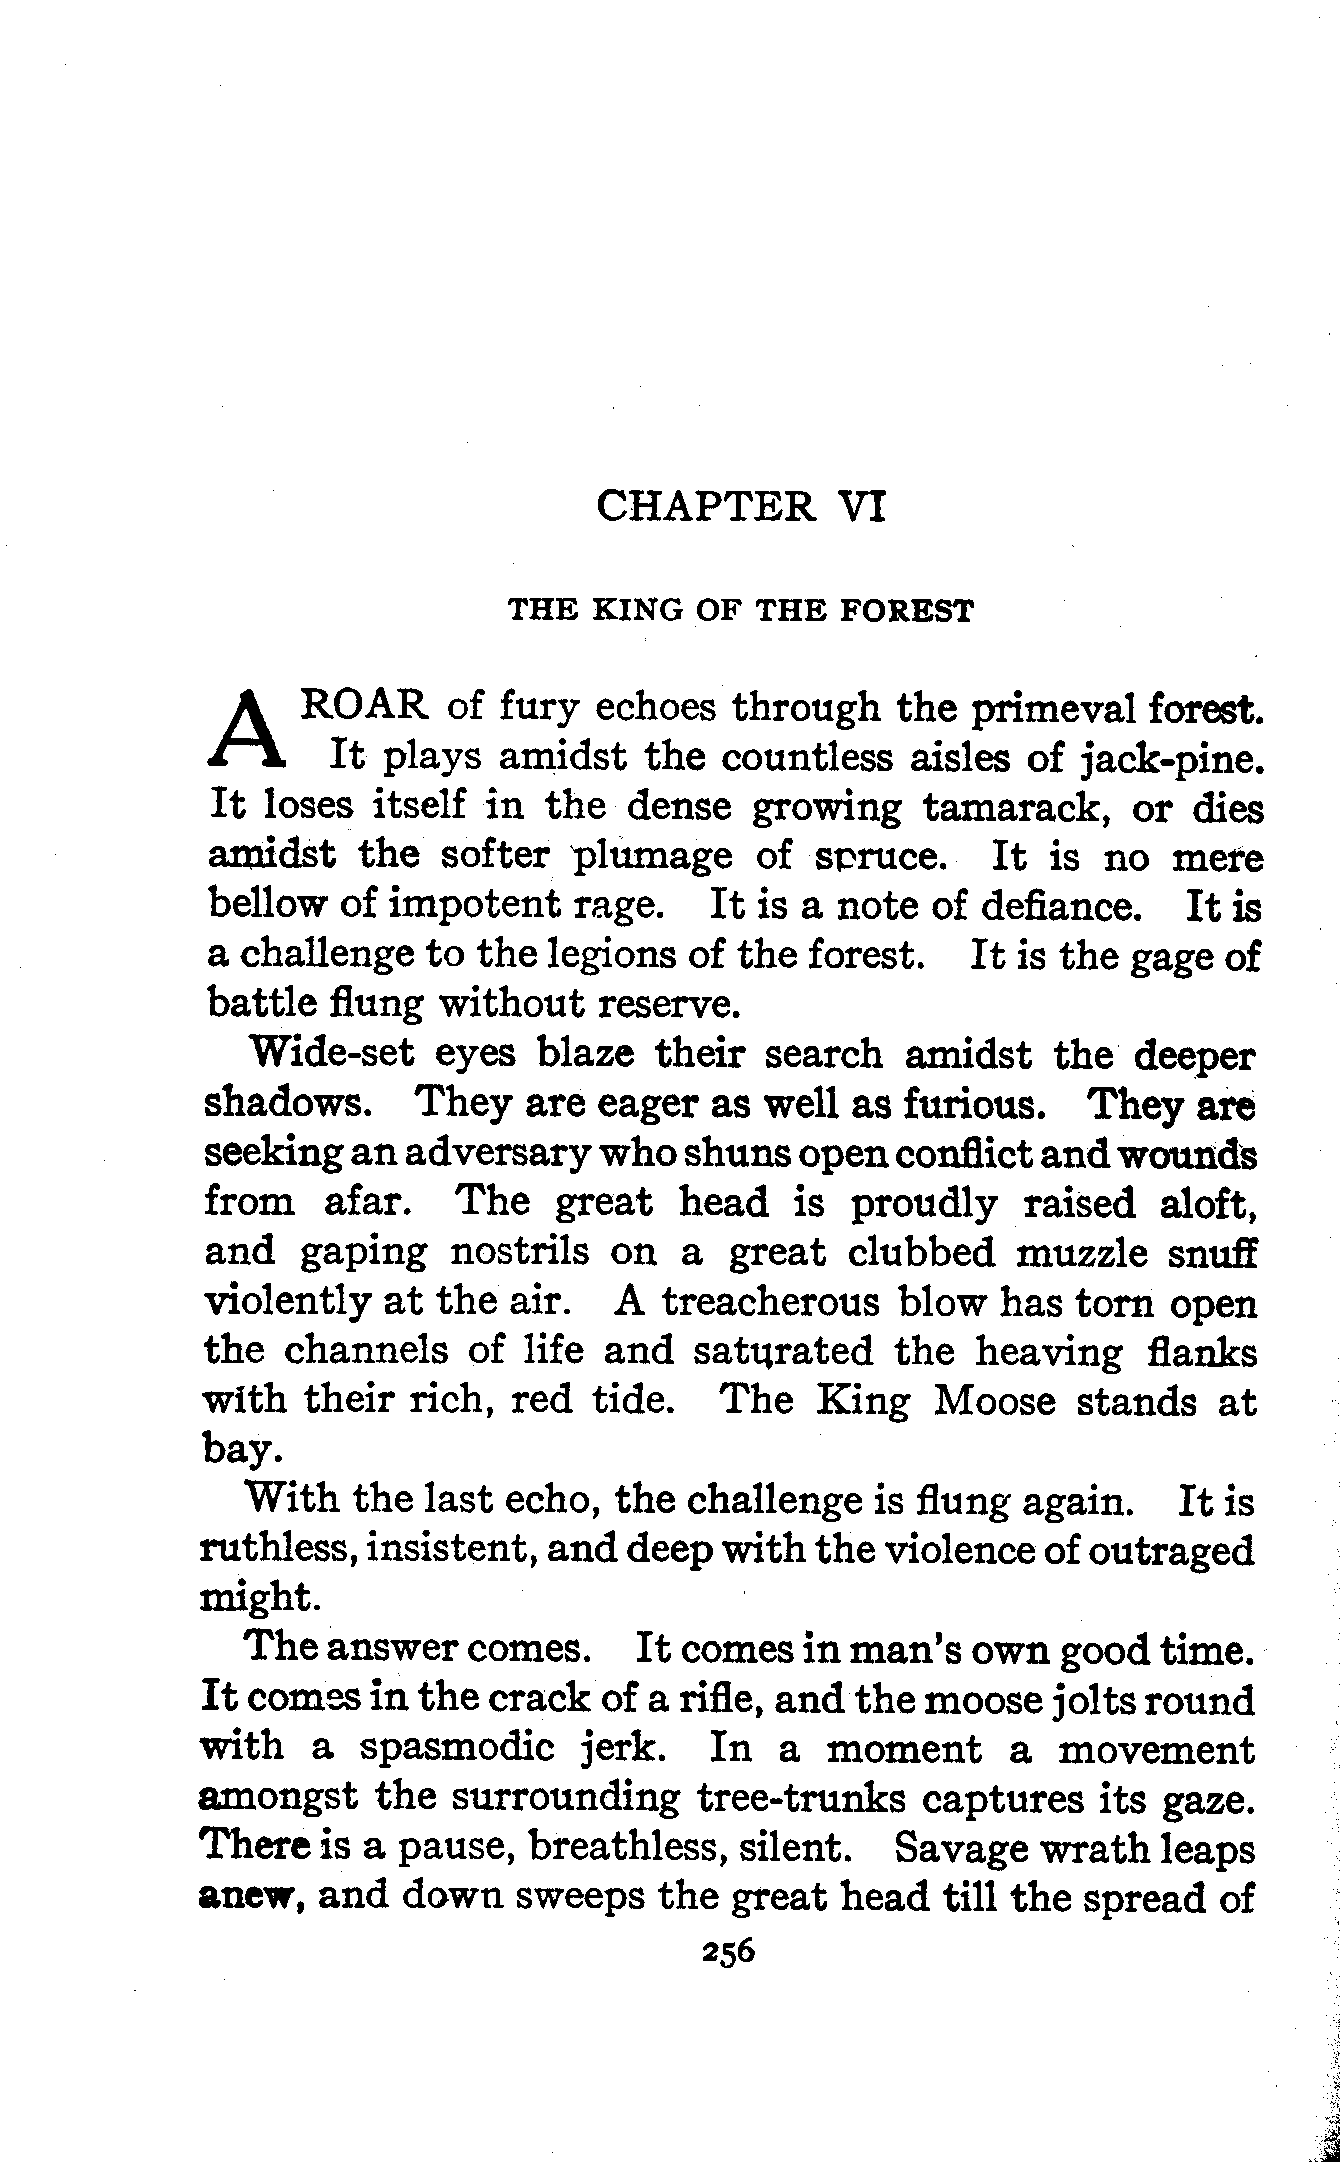 CHAPTER VI
THE KING OF THE FOREST
A ROAR of fury echoes through the primeval forest.
It plays amidst the countless aisles of jack-pine.
It loses itself in the dense growing tamarack, or dies
amidst the softer plumage of spruce. It is no mere
bellow of impotent rage. It is a note of defiance. It is
a challenge to the legions of the forest. It is the gage of
battle flung without reserve.
Wide-set eyes blaze their search amidst the deeper
shadows. They are eager as well as furious. They are
seeking an adversary who shuns open conflict and wounds
from afar. The great head is proudly raised aloft,
and gaping nostrils on a great clubbed muzzle snuff
violently at the air. A treacherous blow has torn open
the channels of life and saturated the heaving flanks
with their rich, red tide. The King Moose stands at
bay.
With the last echo, the challenge is flung again. It is
ruthless, insistent, and deep with the violence of outraged
might.
The answer comes. It comes in man's own good time.
It comes in the crack of a rifle, and the moose jolts round
with a spasmodic jerk. In a moment a movement
amongst the surrounding tree-trunks captures its gaze.
There is a pause, breathless, silent. Savage wrath leaps
anew, and down sweeps the great head till the spread of
256